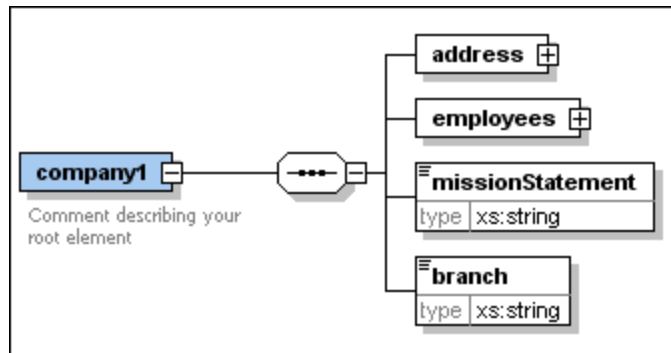 address
employees
company1
missionStatement
type xs:string
Comment describing your
root element
branch
type xs:string